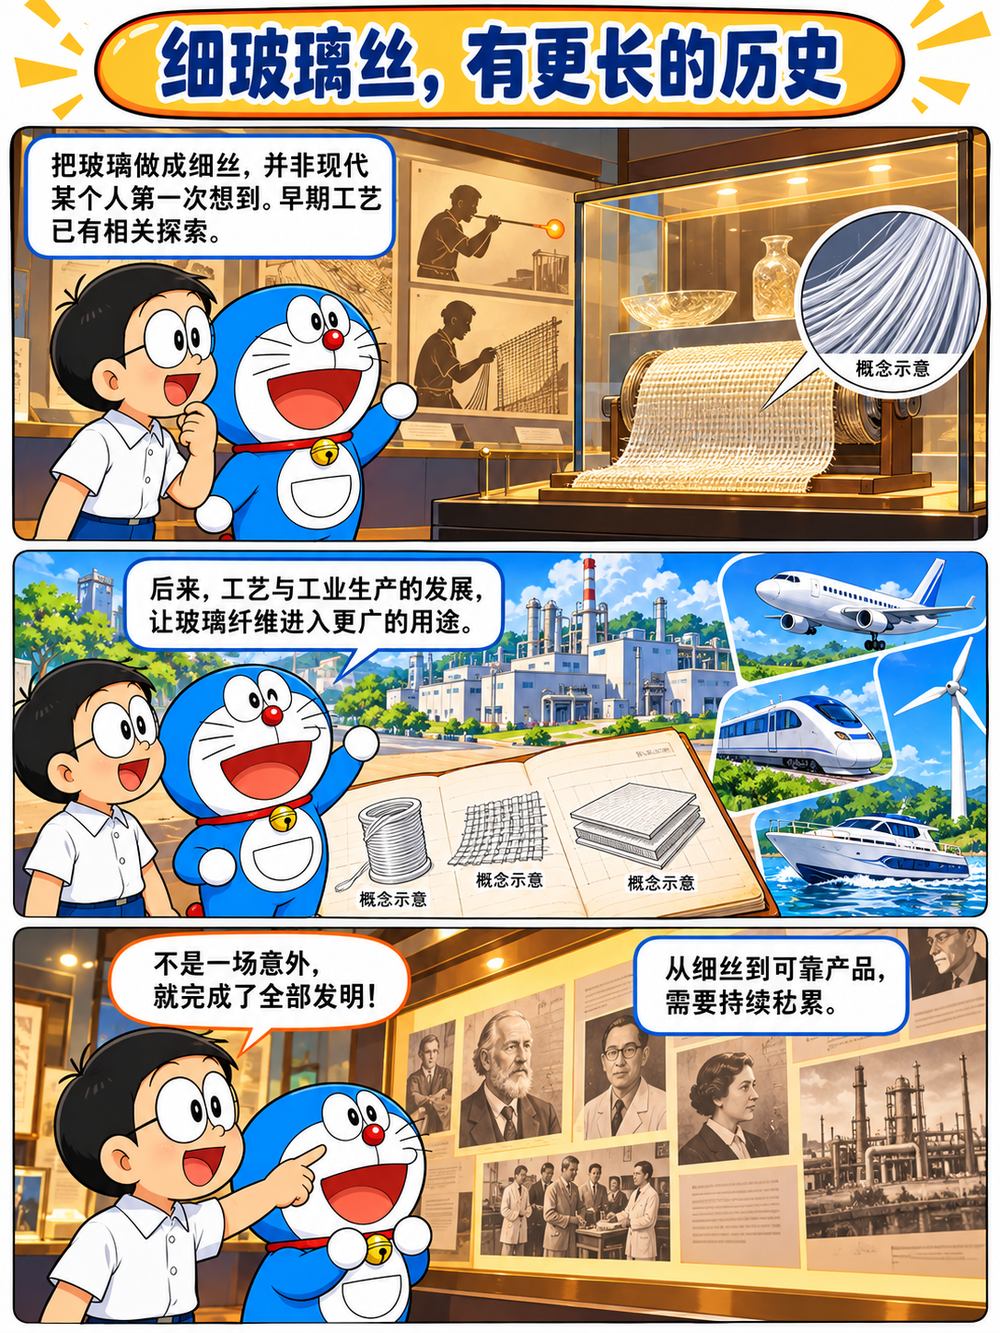 细玻璃丝，有更长的历史
把玻璃做成细丝，并非现代
某个人第一次想到。早期工艺
已有相关探索。
概念示意
后来，工艺与工业生产的发展，
让玻璃纤维进入更广的用途。
概念示意
概念示意
概念示意
不是一场意外，
就完成了全部发明！
从细丝到可靠产品，
需要持续累。